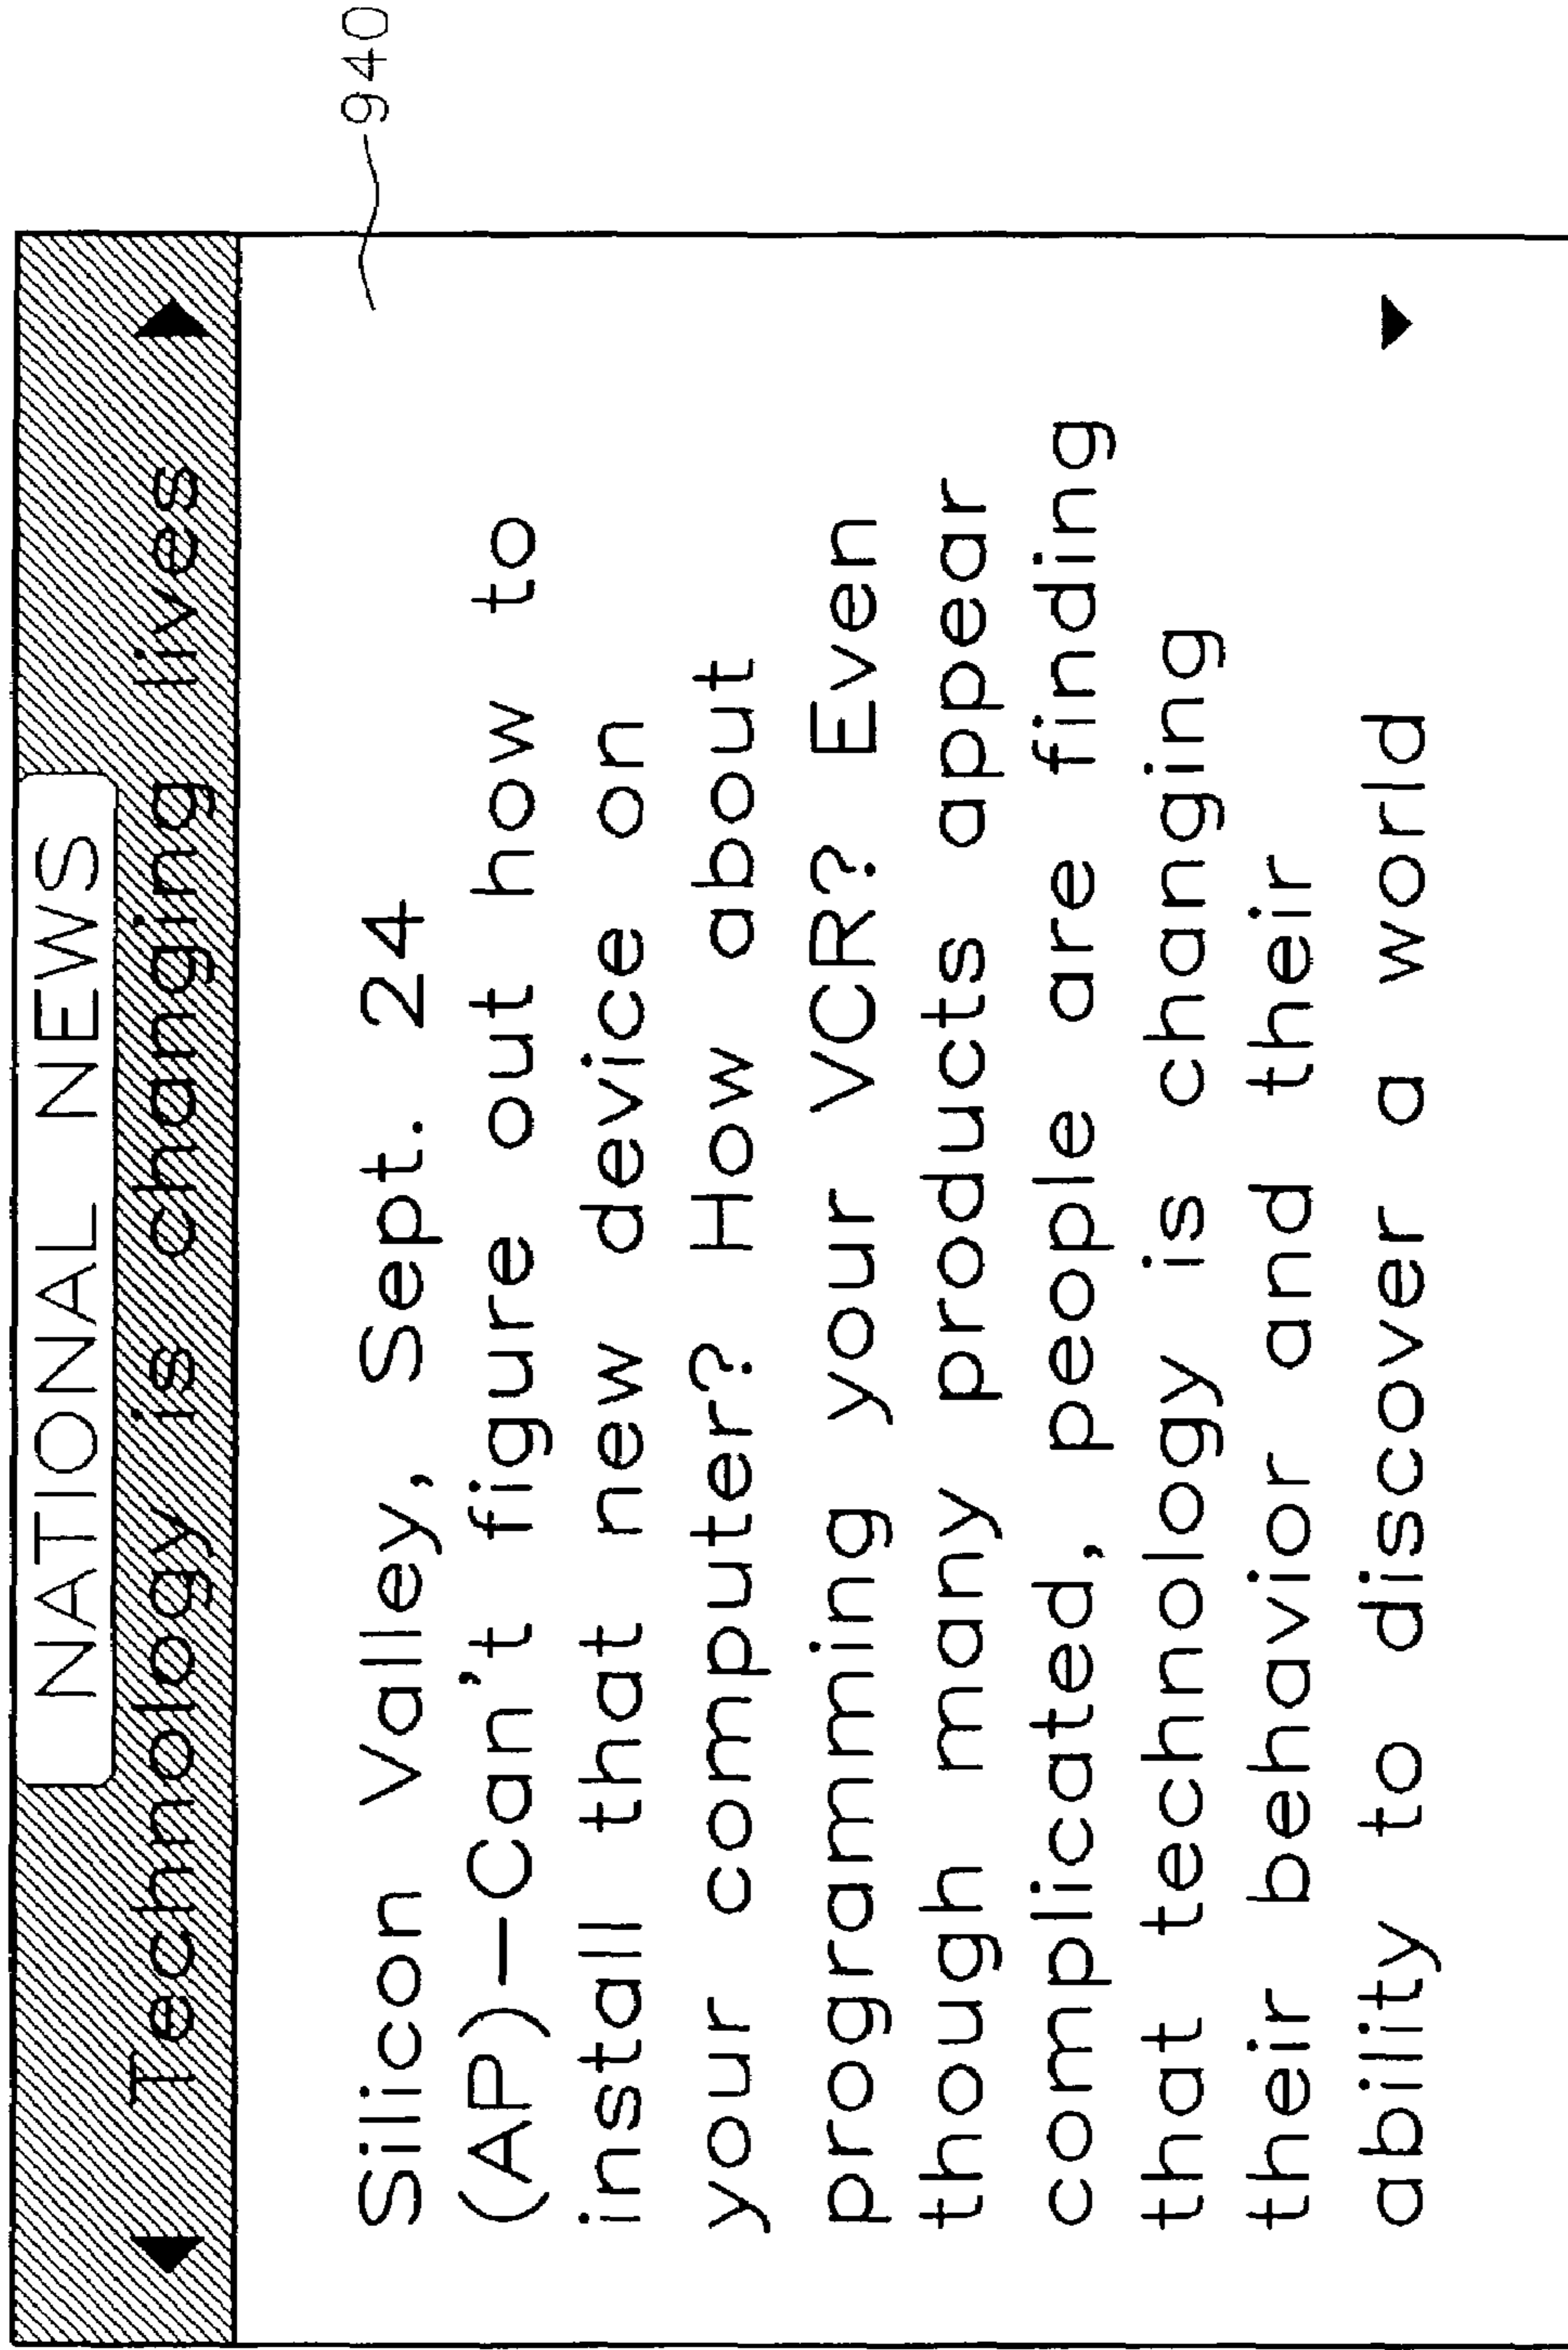 NATIONAL NEWS
Technology is changing lives
940
Silicon Valley, Sept. 24
(AP)—Can't figure out how to
install that new device on
your computer? How about
programming your VCR? Even
though many products appear
complicated, people are finding
that technology is changing
their behavior and their
ability to discover a world